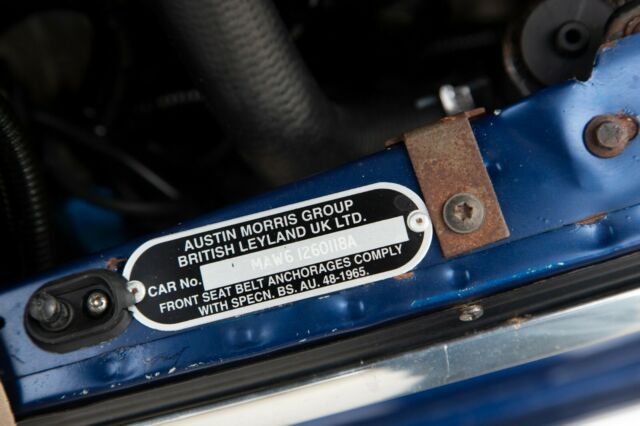 AUSTIN MORRIS GROUP
BRITISH LEYLAND UK LTD.
CAR No. MAW6 1260118A
FRONT SEAT BELT ANCHORAGES COMPLY
WITH SPECN. BS. AU. 48-1965.